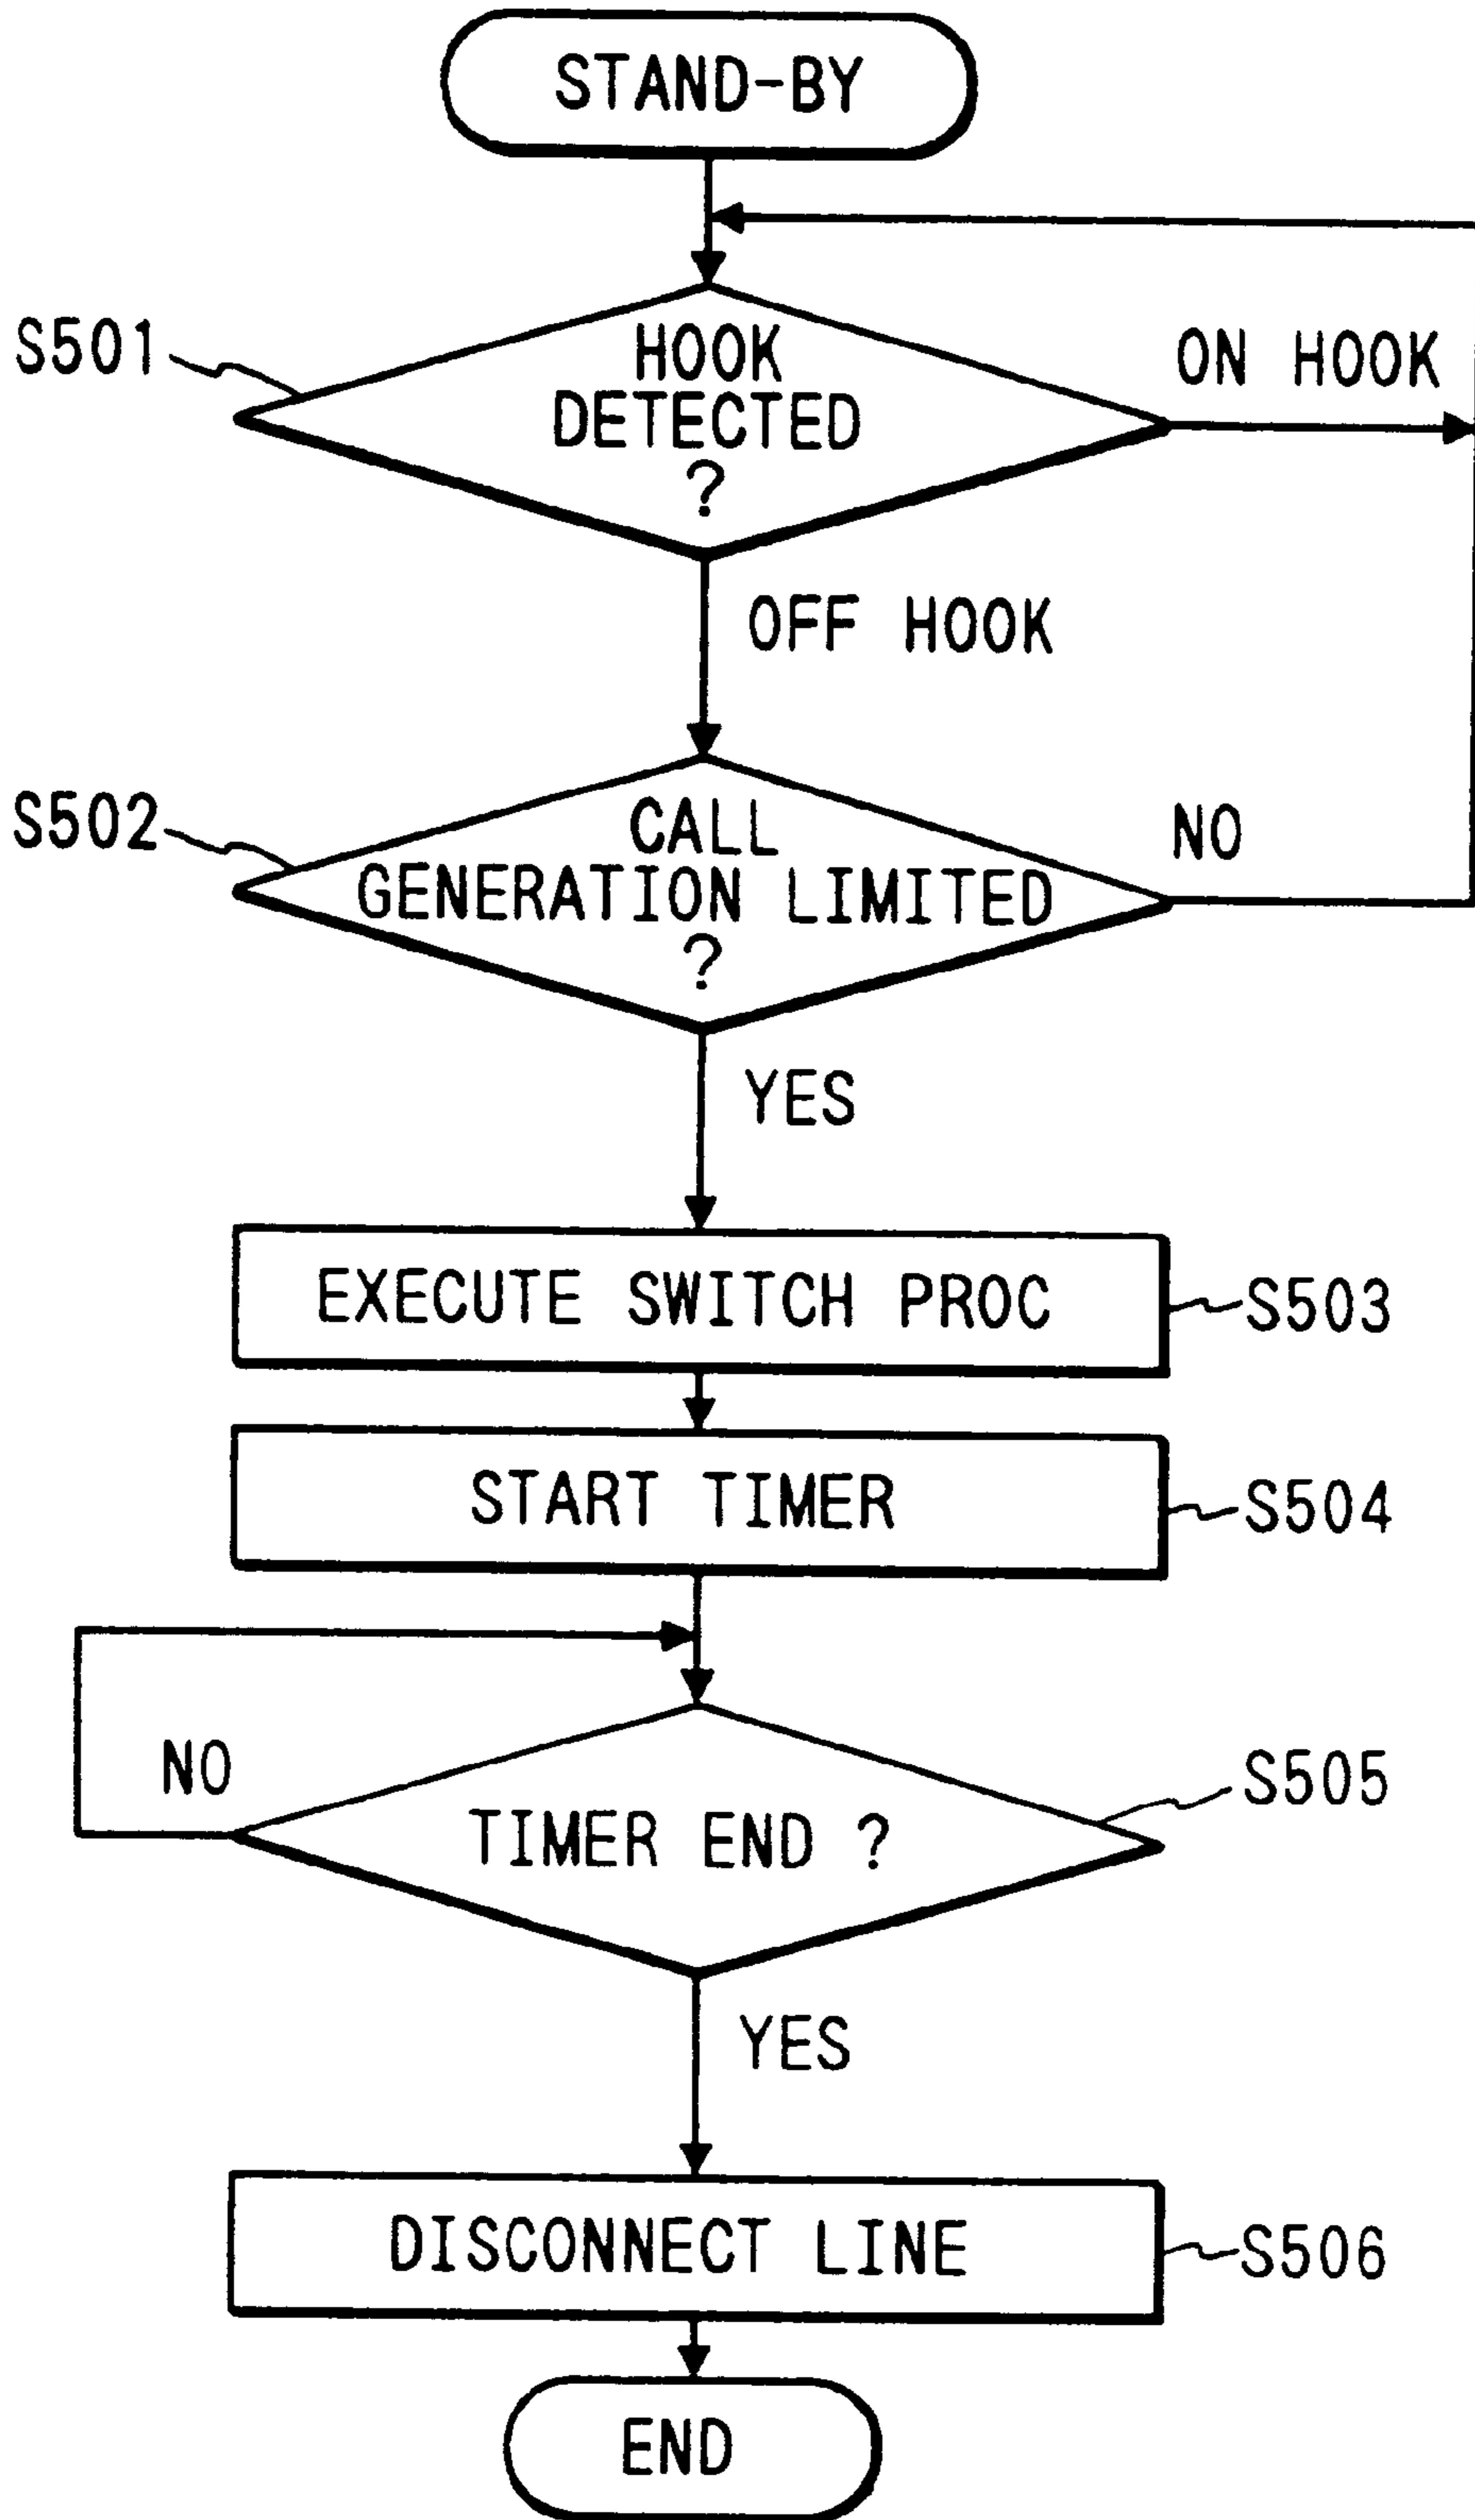 STAND-BY
S501
HOOK
DETECTED
?
ON HOOK
OFF HOOK
S502
CALL
GENERATION LIMITED
?
NO
YES
EXECUTE SWITCH PROC
S503
START TIMER
S504
NO
TIMER END ?
S505
YES
DISCONNECT LINE
S506
END